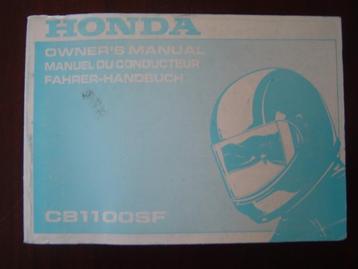 HONDA
OWNER'S MANUAL
MANUEL DU CONDUCTEUR
FAHRER-HANDBUCH
CB1100SF